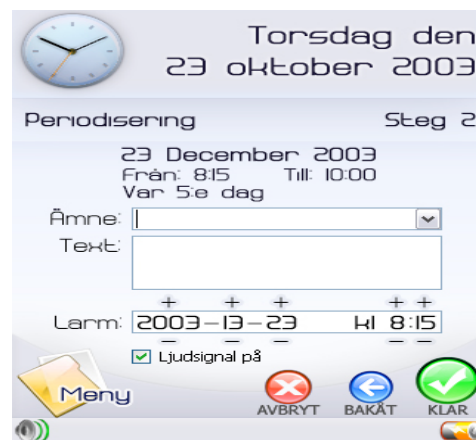 Torsdag den
23 oktober 2003
Periodisering Steg 2
23 December 2003
Från: 8:15 Till: 10:00
Var 5:e dag
Ämne:
Text:
+ + + + +
Larm: 2003-13-23 kl 8:15
- - - - -
Ljudsignal på
Meny
AVBRYT BAKÅT KLAR